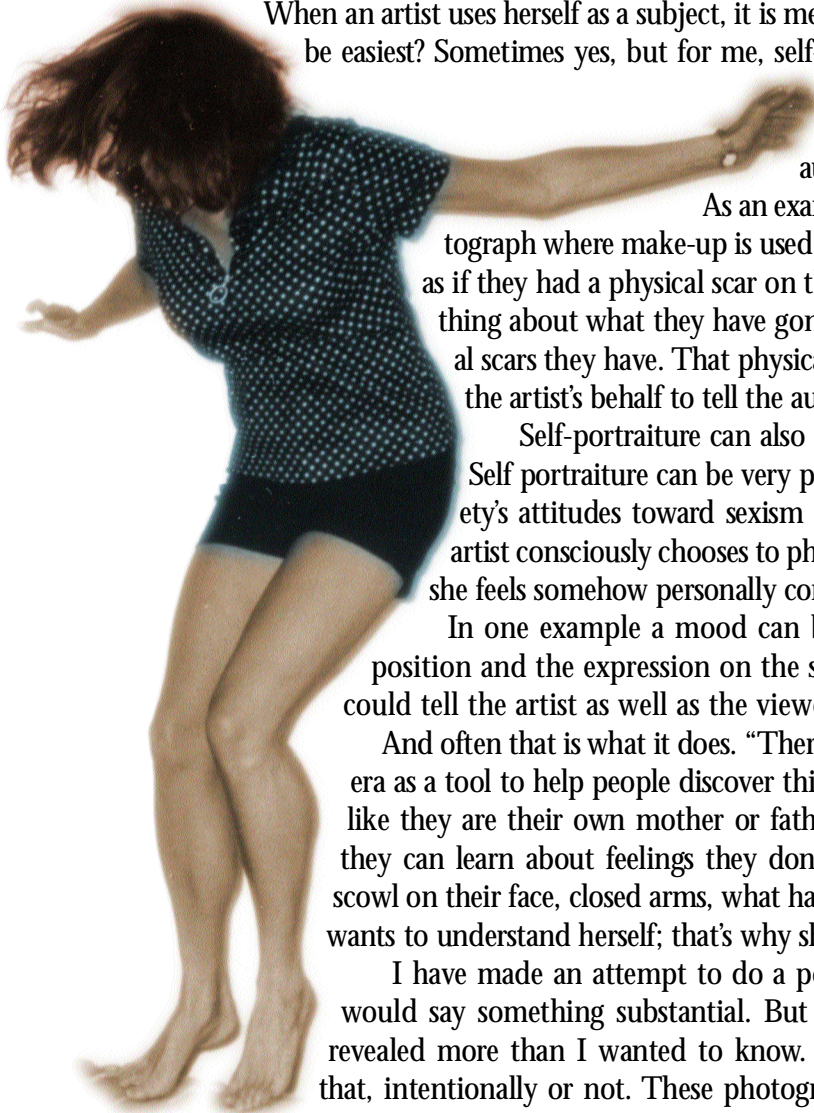 When an artist uses herself as a subject, it is me
be easiest? Sometimes yes, but for me, self-
au
As an exa
tograph where make-up is used
as if they had a physical scar on t
thing about what they have gon
al scars they have. That physica
the artist’s behalf to tell the au
Self-portraiture can also
Self portraiture can be very p
ety’s attitudes toward sexism
artist consciously chooses to ph
she feels somehow personally con
In one example a mood can b
position and the expression on the s
could tell the artist as well as the viewe
And often that is what it does. “Ther
era as a tool to help people discover thi
like they are their own mother or fath
they can learn about feelings they don
scowl on their face, closed arms, what ha
wants to understand herself; that’s why sh
I have made an attempt to do a po
would say something substantial. But
revealed more than I wanted to know.
that, intentionally or not. These photogr